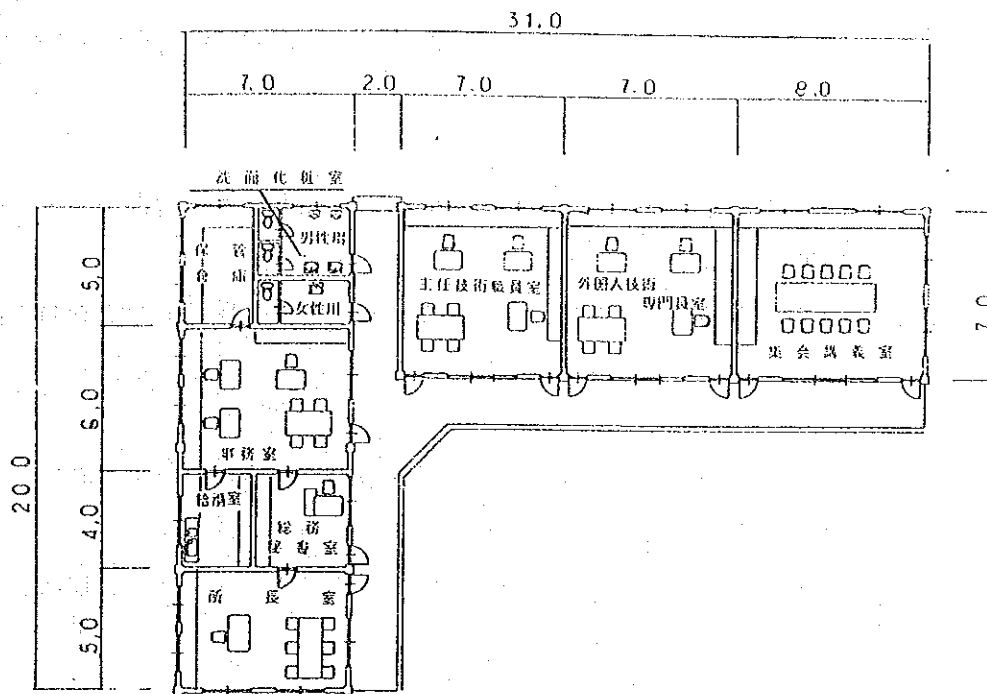 31.0
7.0
2.0
7.0
7.0
8.0
洗面化粧室
保管
倉庫
男性用
女性用
主任技術職員室
外国人技術
専門員室
集会講義室
5.0
7.0
6.0
20.0
事務室
給湯室
総務
秘書室
4.0
所長室
5.0